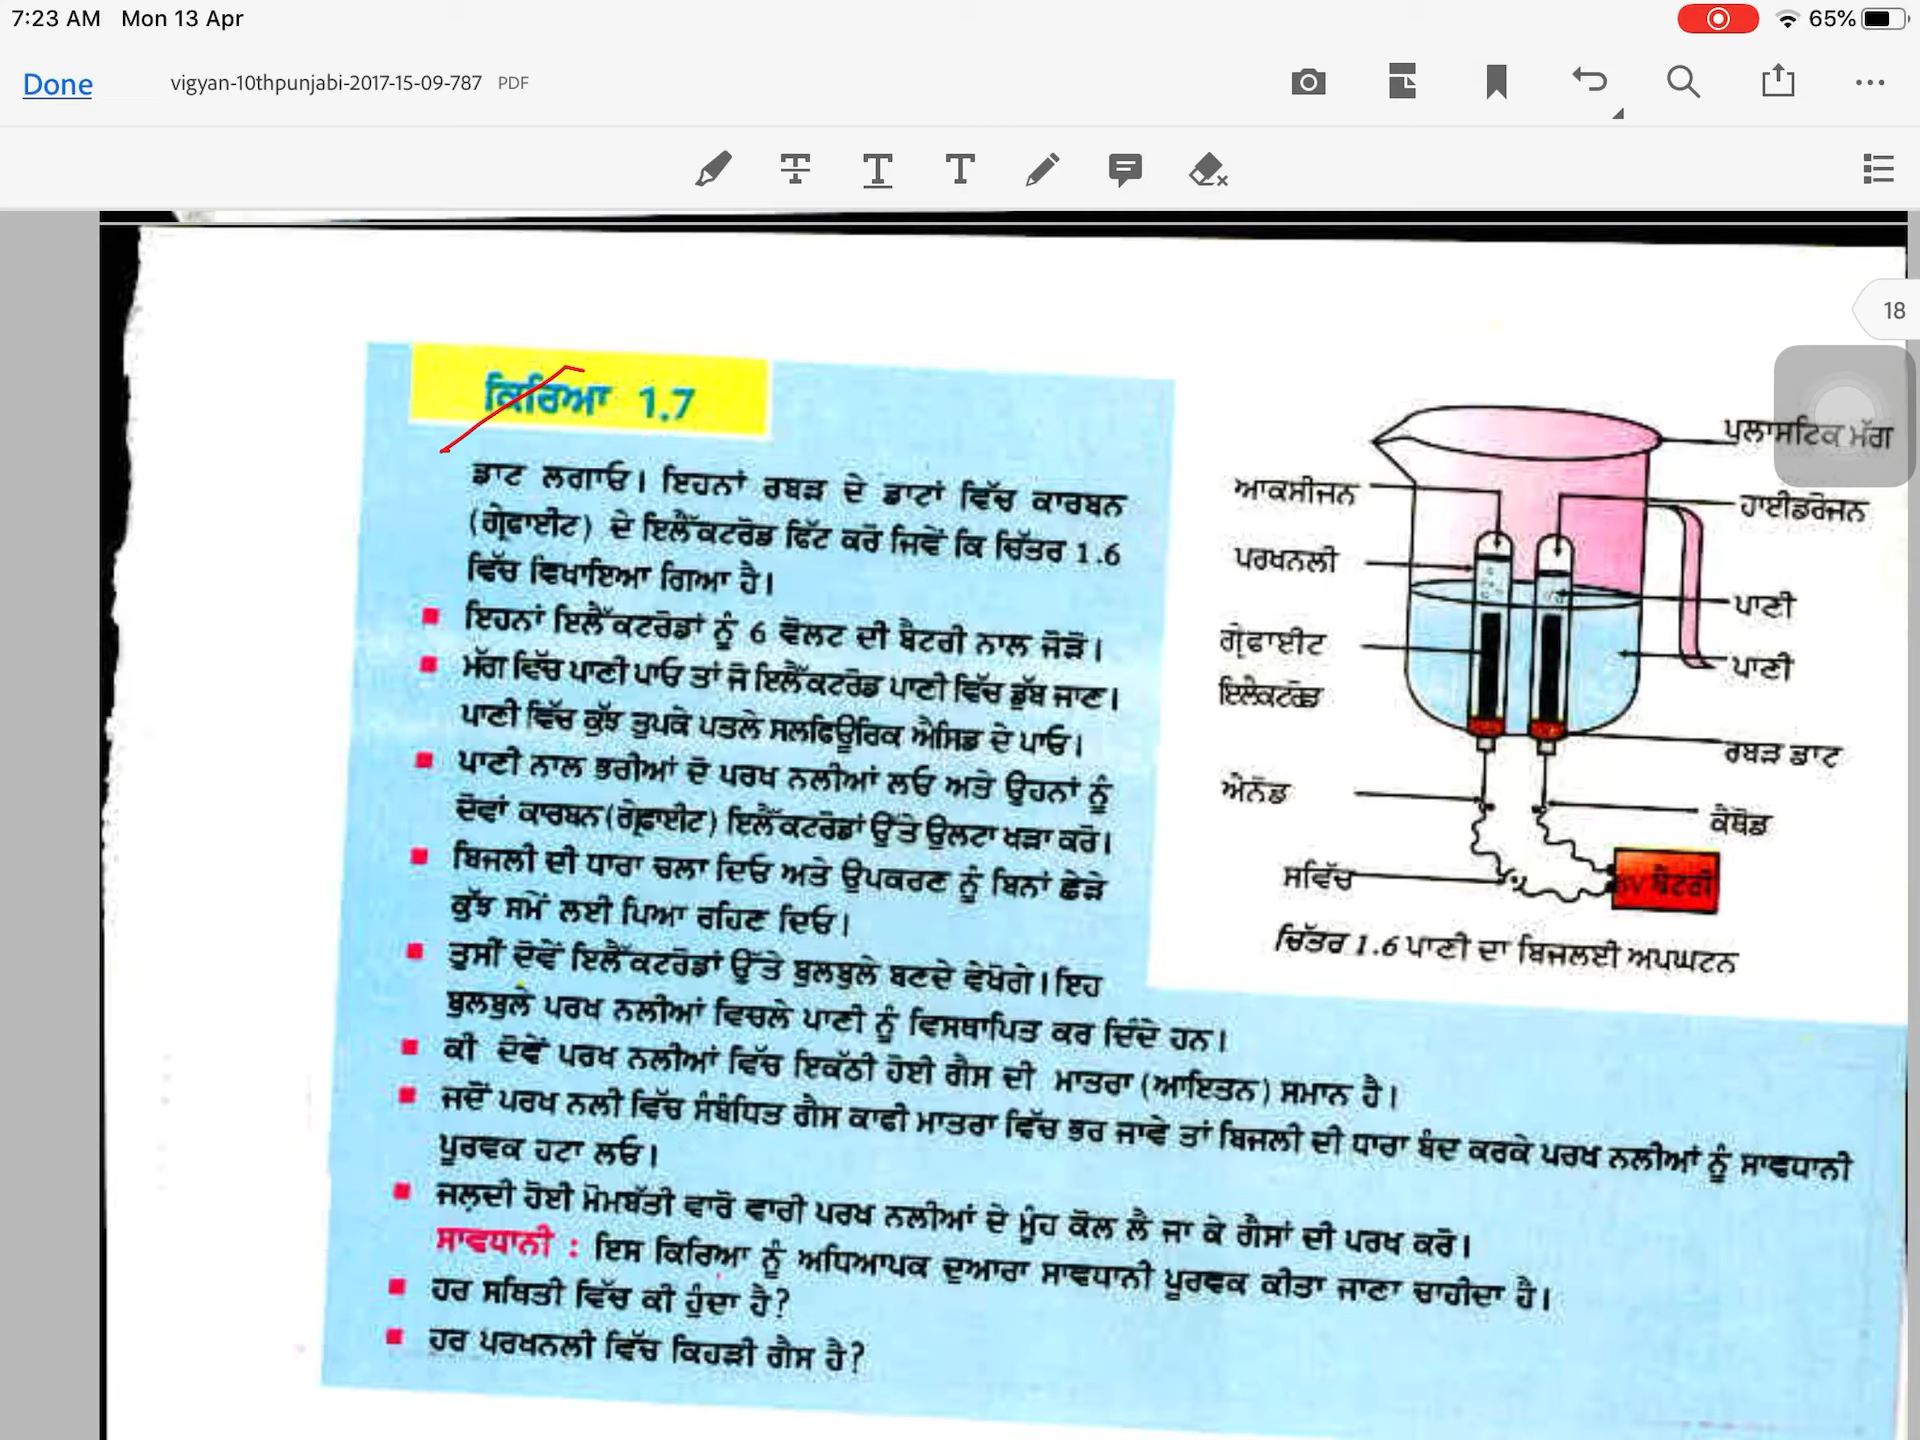 7:23 AM Mon 13 Apr
65%
Done
vigyan-10thpunjabi-2017-15-09-787 PDF
18
ਕਿਰਿਆ 1.7
ਡਾਟ ਲਗਾਓ। ਇਹਨਾਂ ਰਬੜ ਦੇ ਡਾਟਾਂ ਵਿੱਚ ਕਾਰਬਨ
(ਗ੍ਰੇਫਾਈਟ) ਦੇ ਇਲੈੱਕਟਰੋਡ ਫਿੱਟ ਕਰੋ ਜਿਵੇਂ ਕਿ ਚਿੱਤਰ 1.6
ਵਿੱਚ ਵਿਖਾਇਆ ਗਿਆ ਹੈ।
ਇਹਨਾਂ ਇਲੈੱਕਟਰੋਡਾਂ ਨੂੰ 6 ਵੋਲਟ ਦੀ ਬੈਟਰੀ ਨਾਲ ਜੋੜੋ।
ਮੱਗ ਵਿੱਚ ਪਾਣੀ ਪਾਓ ਤਾਂ ਜੋ ਇਲੈੱਕਟਰੋਡ ਪਾਣੀ ਵਿੱਚ ਡੁੱਬ ਜਾਣ।
ਪਾਣੀ ਵਿੱਚ ਕੁੱਝ ਤੁਪਕੇ ਪਤਲੇ ਸਲਫਿਊਰਿਕ ਐਸਿਡ ਦੇ ਪਾਓ।
ਪਾਣੀ ਨਾਲ ਭਰੀਆਂ ਦੋ ਪਰਖ ਨਲੀਆਂ ਲਓ ਅਤੇ ਉਹਨਾਂ ਨੂੰ
ਦੋਵਾਂ ਕਾਰਬਨ (ਗ੍ਰੇਫਾਈਟ) ਇਲੈੱਕਟਰੋਡਾਂ ਉੱਤੇ ਉਲਟਾ ਖੜਾ ਕਰੋ।
ਬਿਜਲੀ ਦੀ ਧਾਰਾ ਚਲਾ ਦਿਓ ਅਤੇ ਉਪਕਰਣ ਨੂੰ ਬਿਨਾਂ ਛੇੜੇ
ਕੁੱਝ ਸਮੇਂ ਲਈ ਪਿਆ ਰਹਿਣ ਦਿਓ।
ਤੁਸੀਂ ਦੋਵੇਂ ਇਲੈੱਕਟਰੋਡਾਂ ਉੱਤੇ ਬੁਲਬੁਲੇ ਬਣਦੇ ਵੇਖੋਗੇ। ਇਹ
ਬੁਲਬੁਲੇ ਪਰਖ ਨਲੀਆਂ ਵਿਚਲੇ ਪਾਣੀ ਨੂੰ ਵਿਸਥਾਪਿਤ ਕਰ ਦਿੰਦੇ ਹਨ।
ਕੀ ਦੋਵੇਂ ਪਰਖ ਨਲੀਆਂ ਵਿੱਚ ਇਕੱਠੀ ਹੋਈ ਗੈਸ ਦੀ ਮਾਤਰਾ (ਆਇਤਨ) ਸਮਾਨ ਹੈ।
ਜਦੋਂ ਪਰਖ ਨਲੀ ਵਿੱਚ ਸੰਬੰਧਿਤ ਗੈਸ ਕਾਫੀ ਮਾਤਰਾ ਵਿੱਚ ਭਰ ਜਾਵੇ ਤਾਂ ਬਿਜਲੀ ਦੀ ਧਾਰਾ ਬੰਦ ਕਰਕੇ ਪਰਖ ਨਲੀਆਂ ਨੂੰ ਸਾਵਧਾਨੀ
ਪੂਰਵਕ ਹਟਾ ਲਓ।
ਜਲਦੀ ਹੋਈ ਮੋਮਬੱਤੀ ਵਾਰੋ ਵਾਰੀ ਪਰਖ ਨਲੀਆਂ ਦੇ ਮੂੰਹ ਕੋਲ ਲੈ ਜਾ ਕੇ ਗੈਸਾਂ ਦੀ ਪਰਖ ਕਰੋ।
ਸਾਵਧਾਨੀ : ਇਸ ਕਿਰਿਆ ਨੂੰ ਅਧਿਆਪਕ ਦੁਆਰਾ ਸਾਵਧਾਨੀ ਪੂਰਵਕ ਕੀਤਾ ਜਾਣਾ ਚਾਹੀਦਾ ਹੈ।
ਹਰ ਸਥਿਤੀ ਵਿੱਚ ਕੀ ਹੁੰਦਾ ਹੈ?
ਹਰ ਪਰਖਨਲੀ ਵਿੱਚ ਕਿਹੜੀ ਗੈਸ ਹੈ?
ਪੁਲਾਸਟਿਕ ਮੱਗ
ਆਕਸੀਜਨ
ਹਾਈਡਰੋਜਨ
ਪਰਖਨਲੀ
ਪਾਣੀ
ਗ੍ਰੇਫਾਈਟ
ਇਲੈਕਟਰੋਡ
ਪਾਣੀ
ਰਬੜ ਡਾਟ
ਐਨੋਡ
ਕੈਥੋਡ
ਸਵਿੱਚ
6V ਬੈਟਰੀ
ਚਿੱਤਰ 1.6 ਪਾਣੀ ਦਾ ਬਿਜਲਈ ਅਪਘਟਨ